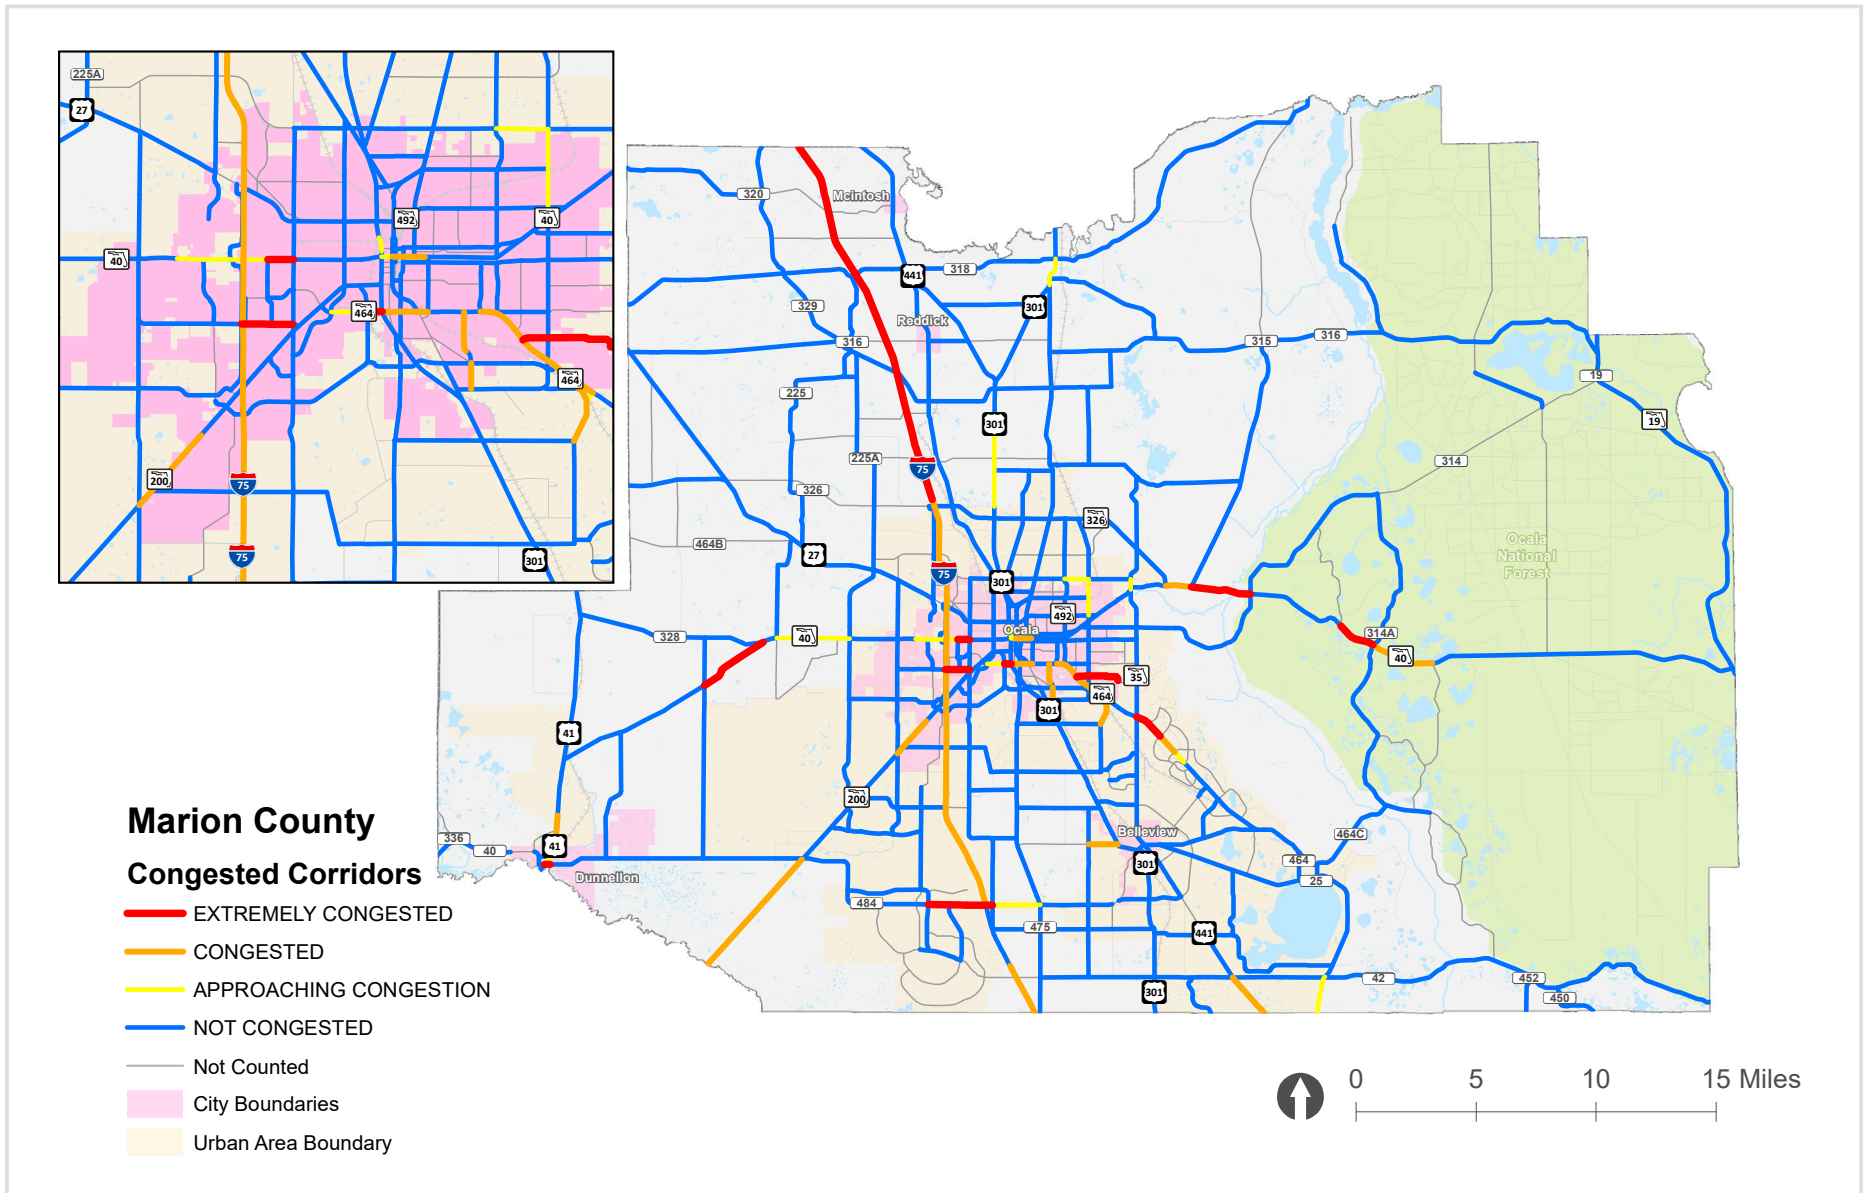 225A
27
492
40
40
464
464
200
75
75
301
320
McIntosh
441
318
329
301
Reddick
316
315
316
19
225
19
301
225A
75
314
326
326
Ocala
National
Forest
464B
27
75
301
492
328
40
Ocala
314A
40
35
464
301
41
200
336
40
41
Belleview
464C
301
464
Dunnellon
25
484
475
441
42
452
450
301
Marion County
Congested Corridors
EXTREMELY CONGESTED
CONGESTED
APPROACHING CONGESTION
NOT CONGESTED
Not Counted
City Boundaries
Urban Area Boundary
0 5 10 15 Miles